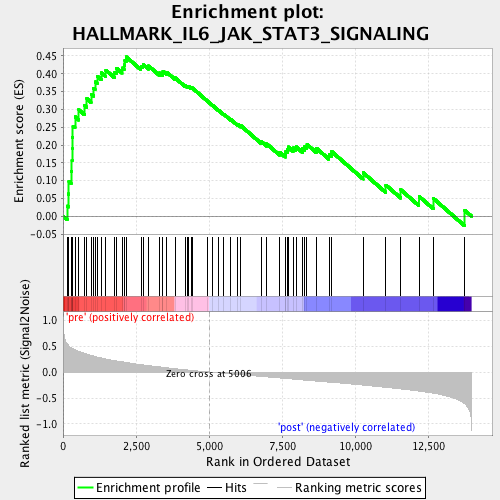 Enrichment plot:
HALLMARK_IL6_JAK_STAT3_SIGNALING
Enrichment score (ES)
0.45
0.40
0.35
0.30
0.25
0.20
0.15
0.10
0.05
0.00
-0.05
Ranked list metric (Signal2Noise)
1.0
0.5
0.0
-0.5
-1.0
'pre' (positively correlated)
Zero cross at 5006
'post' (negatively correlated)
0
2,500
5,000
7,500
10,000
12,500
Rank in Ordered Dataset
Enrichment profile
Hits
Ranking metric scores